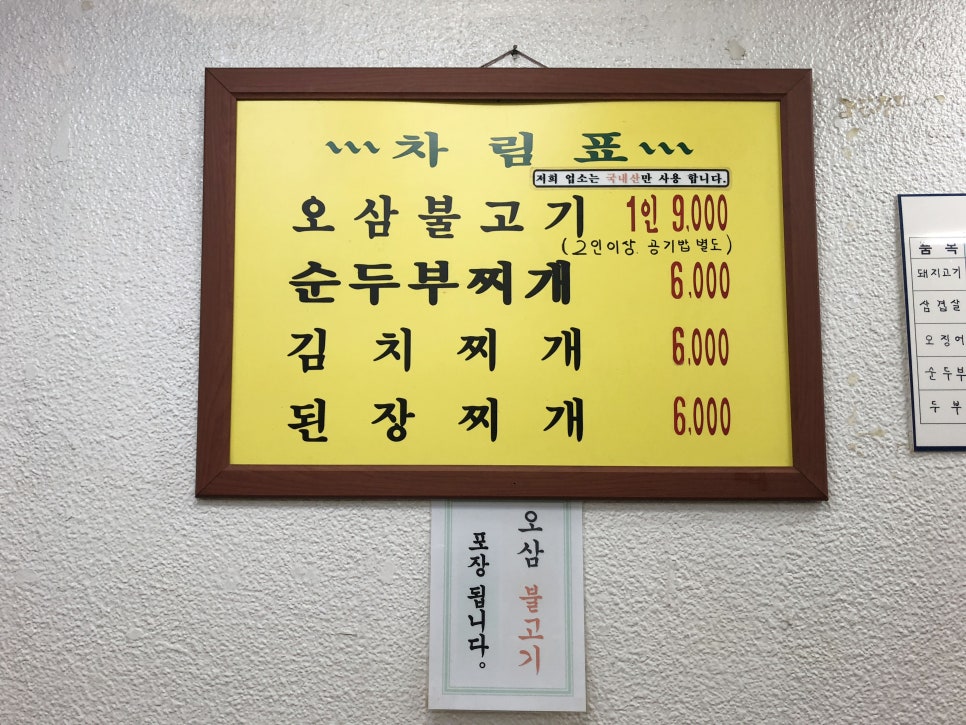 ~~~차림표~~~
저희 업소는 국내산만 사용 합니다.
오삼불고기 1인 9,000
(2인이상 공기밥 별도)
순두부찌개 6,000
김치찌개 6,000
된장찌개 6,000
오삼 불고기
포장 됩니다.
품목
돼지고기
삼겹살
오징어
순두부
두부